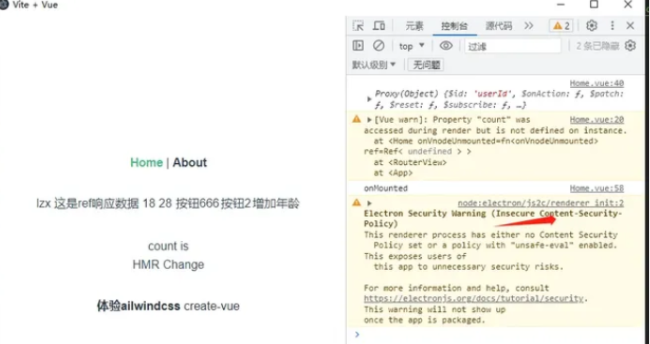 Vite + Vue
Home | About
lzx 这是ref响应数据 18 28 按钮666按钮2增加年龄
count is
HMR Change
体验ailwindcss create-vue
元素 控制台 源代码 >> 2
top 过滤 2 条已隐藏
默认级别 无问题
Home.vue:40
Proxy(Object) {$id: 'userId', $onAction: ƒ, $patch:
ƒ, $reset: ƒ, $subscribe: ƒ, …}
[Vue warn]: Property "count" was Home.vue:20
accessed during render but is not defined on instance.
at <Home onVnodeUnmounted=fn<onVnodeUnmounted>
ref=Ref< undefined > >
at <RouterView>
at <App>
onMounted Home.vue:58
node:electron/js2c/renderer_init:2
Electron Security Warning (Insecure Content-Security-
Policy)
This renderer process has either no Content Security
Policy set or a policy with "unsafe-eval" enabled.
This exposes users of
this app to unnecessary security risks.
For more information and help, consult
https://electronjs.org/docs/tutorial/security.
This warning will not show up
once the app is packaged.